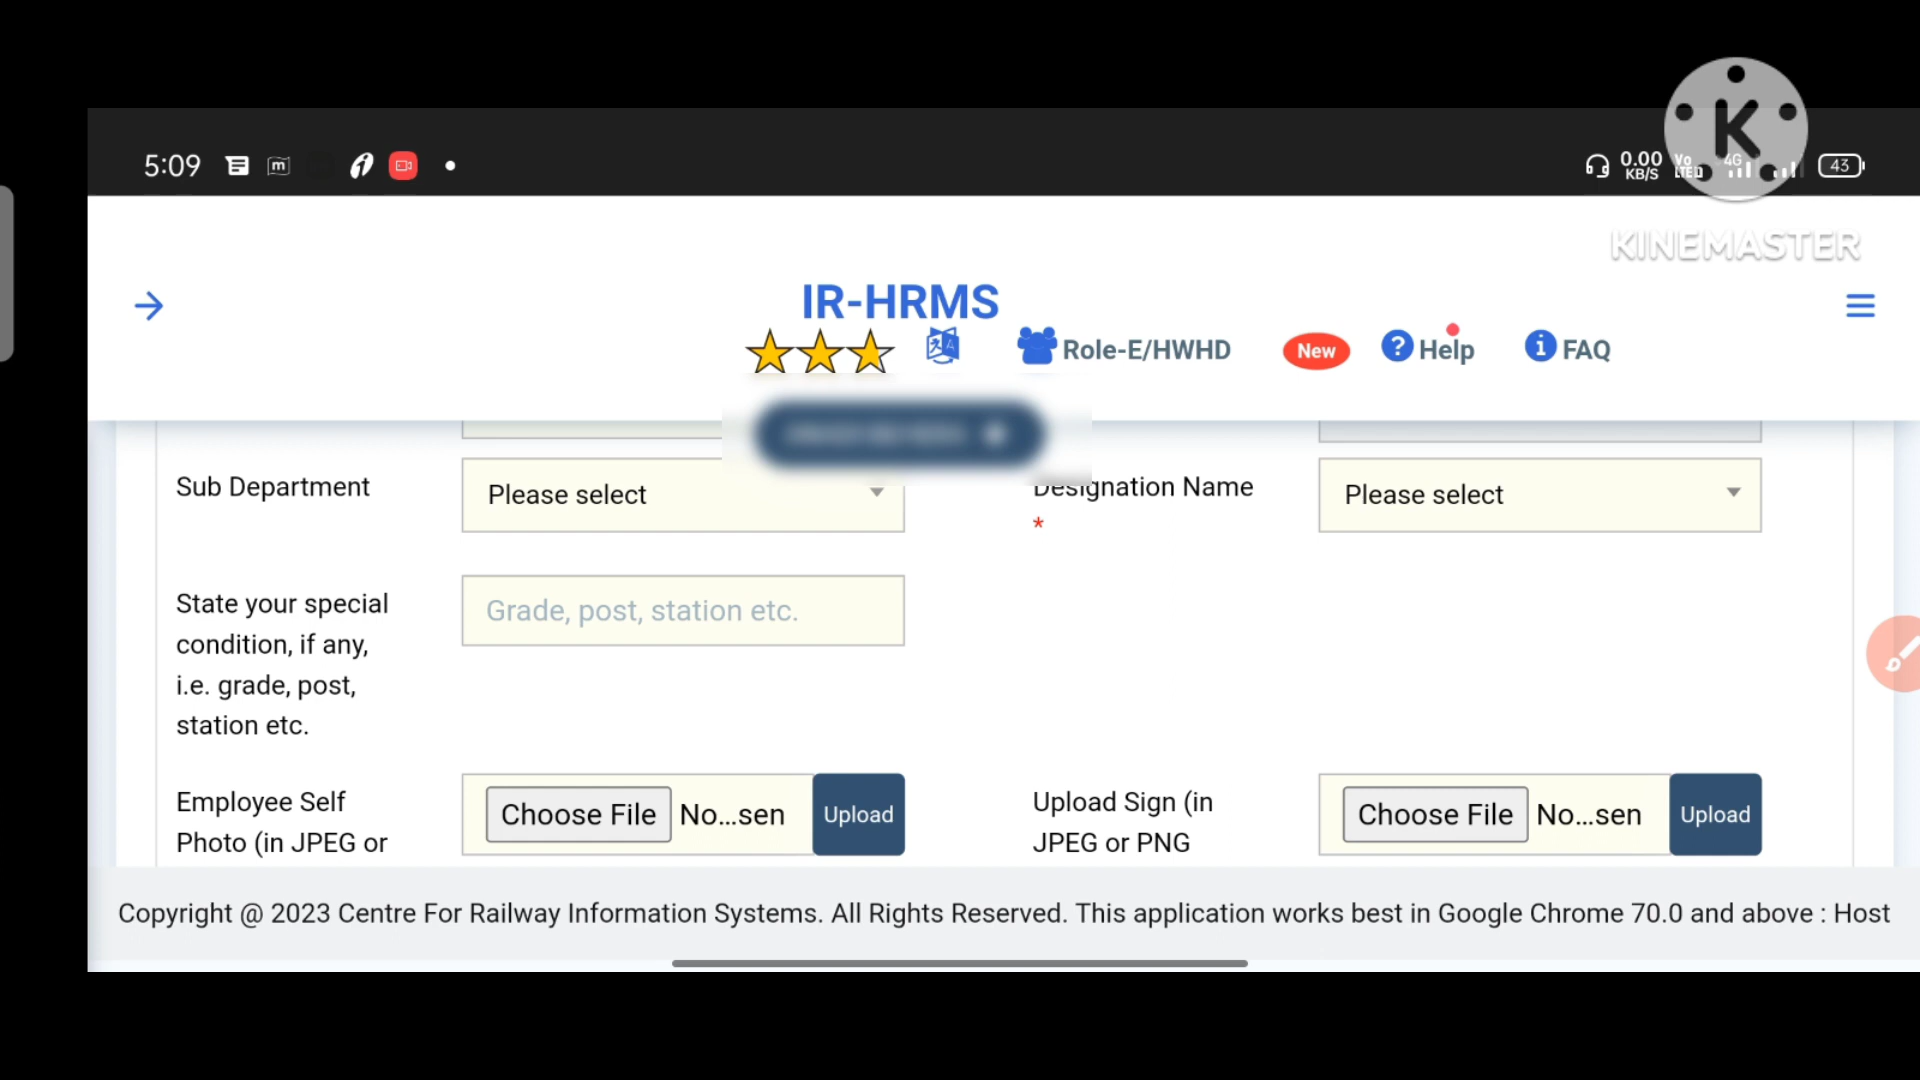 5:09
0.00
KB/S
Vo
LTE
4G
43
KINEMASTER
IR-HRMS
Role-E/HWHD
New
Help
FAQ
Sub Department
Please select
Designation Name
*
Please select
State your special
condition, if any,
i.e. grade, post,
station etc.
Grade, post, station etc.
Employee Self
Photo (in JPEG or
Choose File No...sen
Upload
Upload Sign (in
JPEG or PNG
Choose File No...sen
Upload
Copyright @ 2023 Centre For Railway Information Systems. All Rights Reserved. This application works best in Google Chrome 70.0 and above : Host